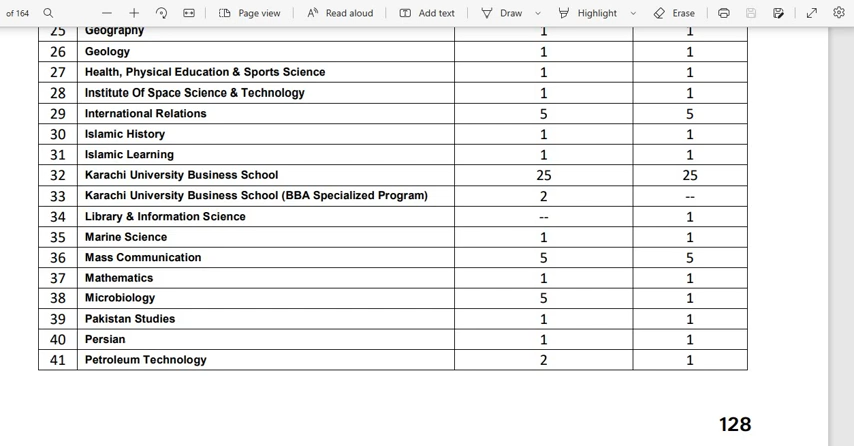 of 164 Page view Read aloud Add text Draw Highlight Erase
25 Geography 1 1
26 Geology 1 1
27 Health, Physical Education & Sports Science 1 1
28 Institute Of Space Science & Technology 1 1
29 International Relations 5 5
30 Islamic History 1 1
31 Islamic Learning 1 1
32 Karachi University Business School 25 25
33 Karachi University Business School (BBA Specialized Program) 2 --
34 Library & Information Science -- 1
35 Marine Science 1 1
36 Mass Communication 5 5
37 Mathematics 1 1
38 Microbiology 5 1
39 Pakistan Studies 1 1
40 Persian 1 1
41 Petroleum Technology 2 1
128